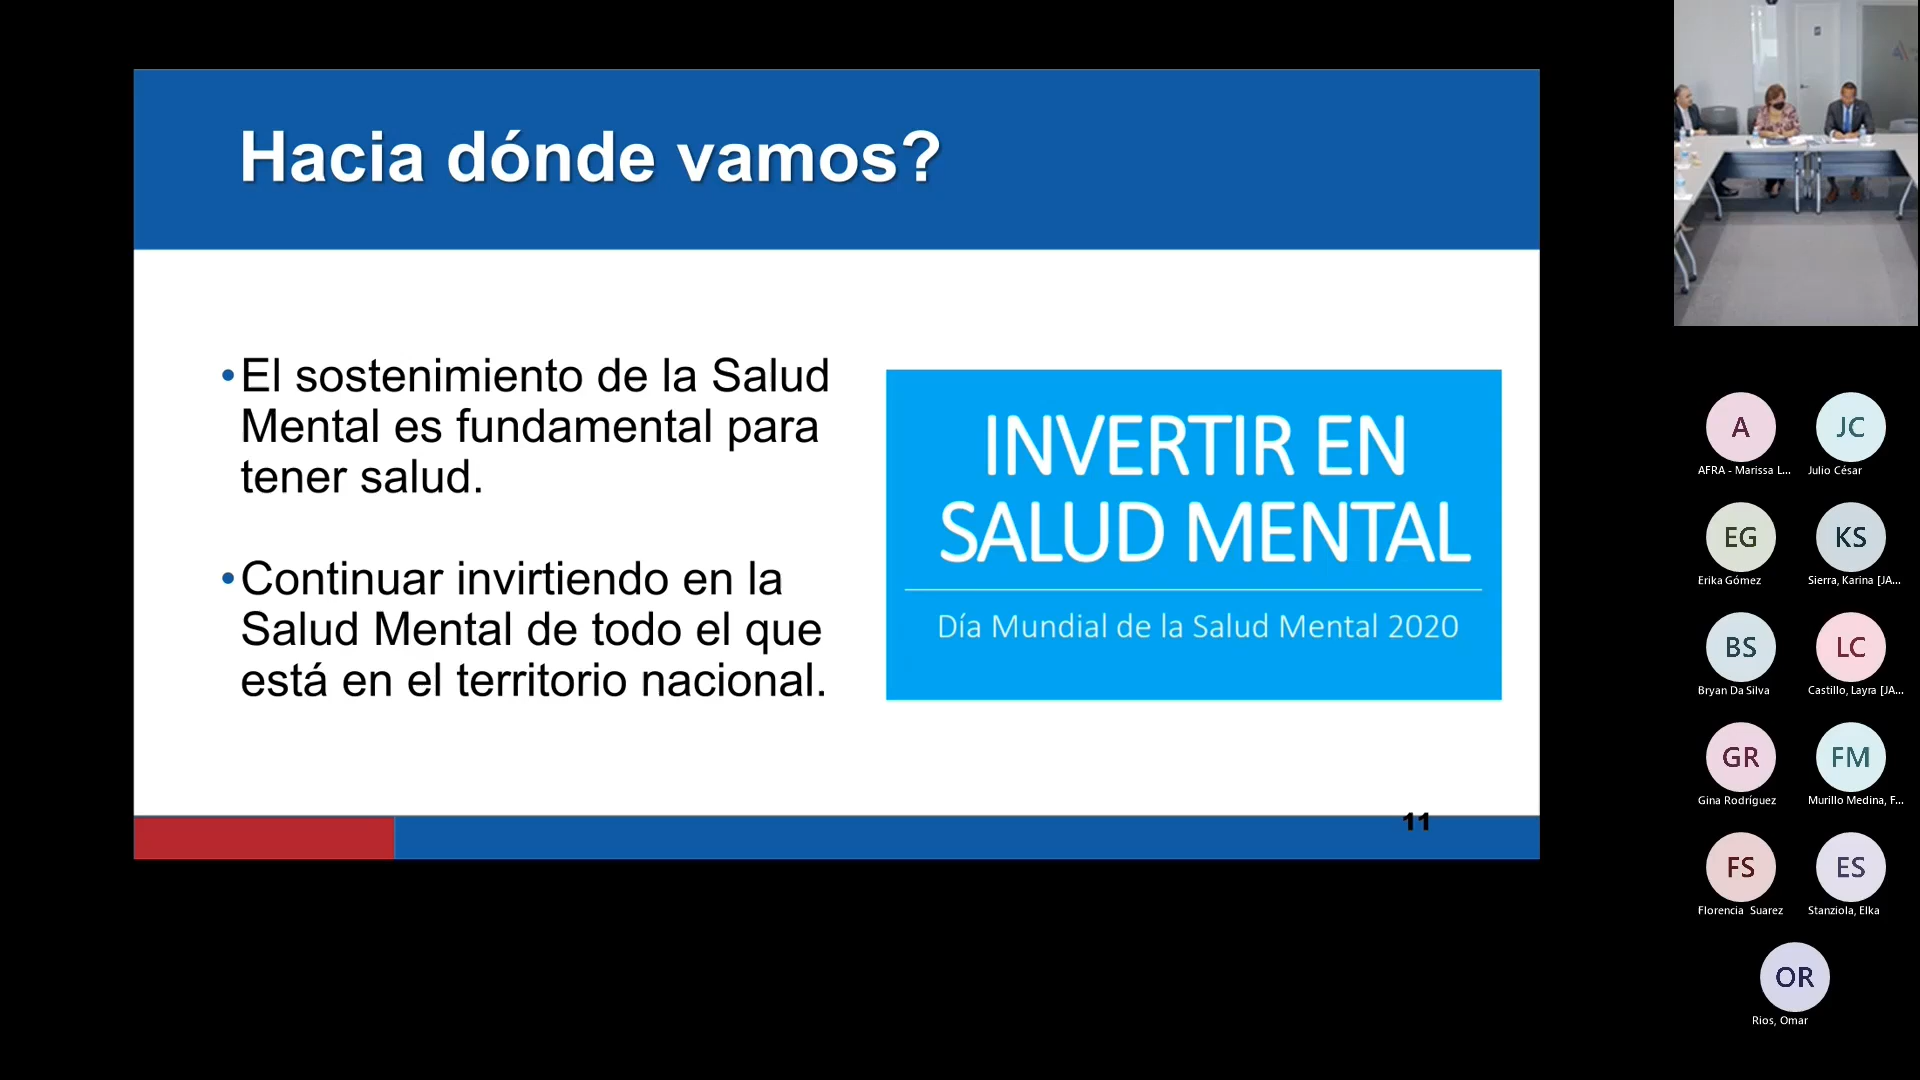 Hacia dónde vamos?
•El sostenimiento de la Salud
Mental es fundamental para
tener salud.
•Continuar invirtiendo en la
Salud Mental de todo el que
está en el territorio nacional.
INVERTIR EN
SALUD MENTAL
Día Mundial de la Salud Mental 2020
11
A
AFRA - Marissa L...
JC
Julio César
EG
Erika Gómez
KS
Sierra, Karina [JA...
BS
Bryan Da Silva
LC
Castillo, Layra [JA...
GR
Gina Rodríguez
FM
Murillo Medina, F...
FS
Florencia Suarez
ES
Stanziola, Elka
OR
Rios, Omar